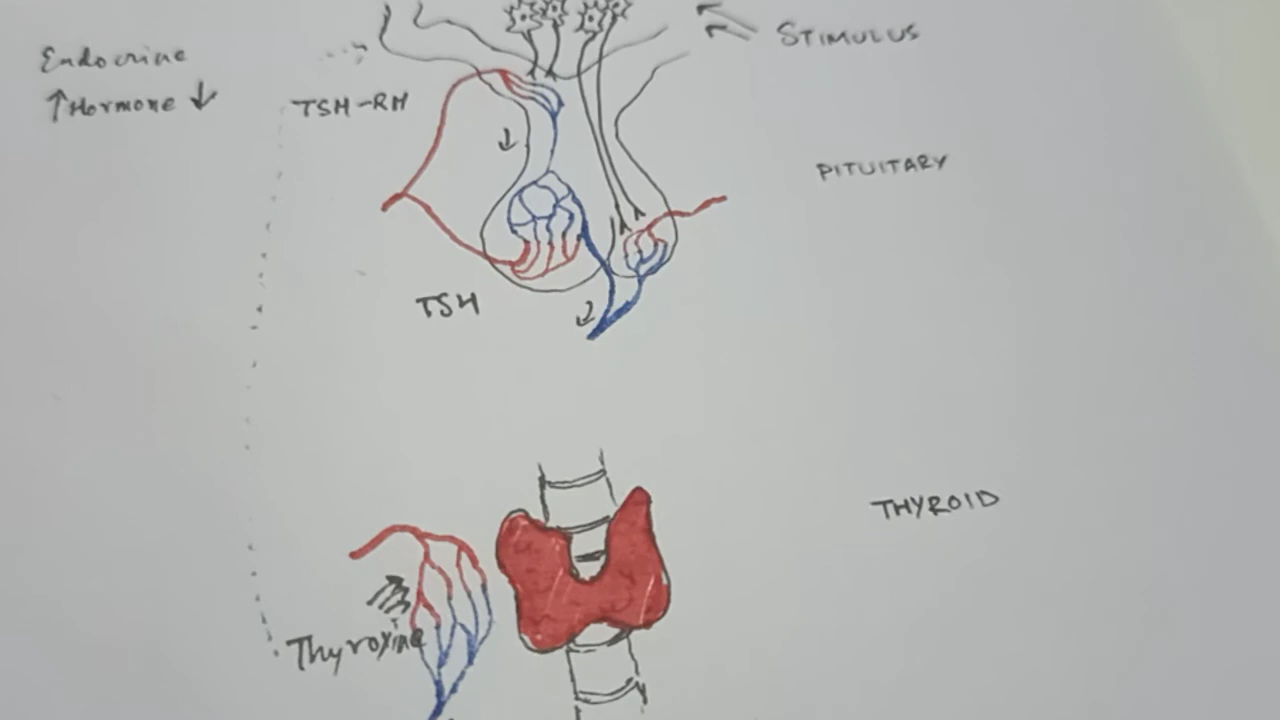 Endocrine
↑Hormone ↓
STIMULUS
TSH-RH
PITUITARY
TSH
THYROID
Thyroxine